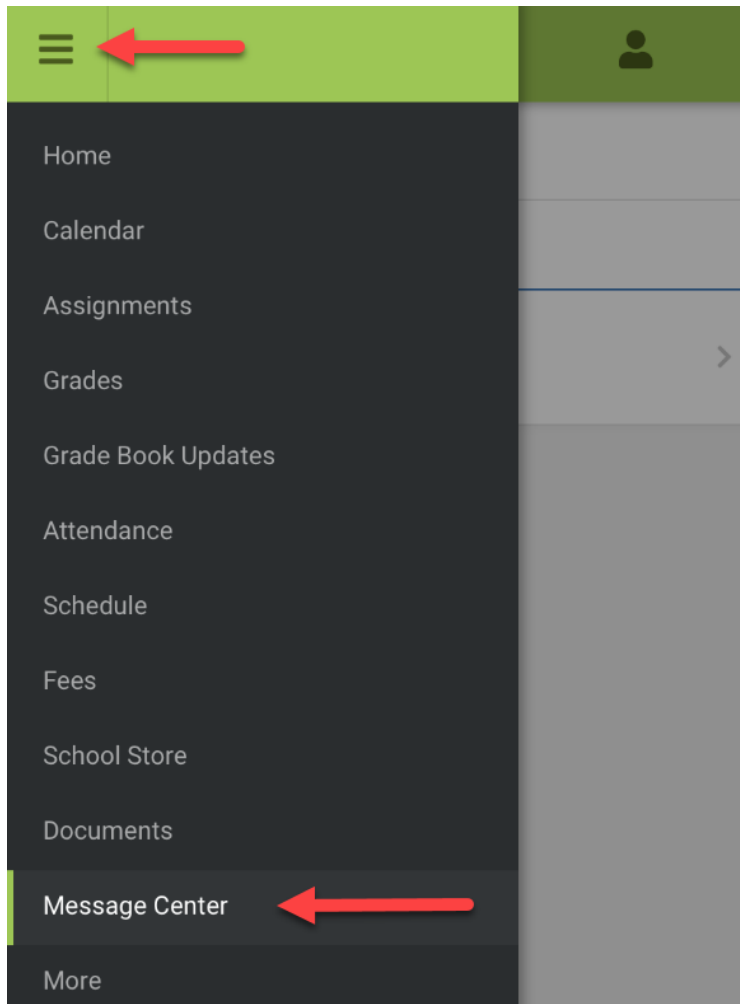 Home
Calendar
Assignments
Grades
Grade Book Updates
Attendance
Schedule
Fees
School Store
Documents
Message Center
More